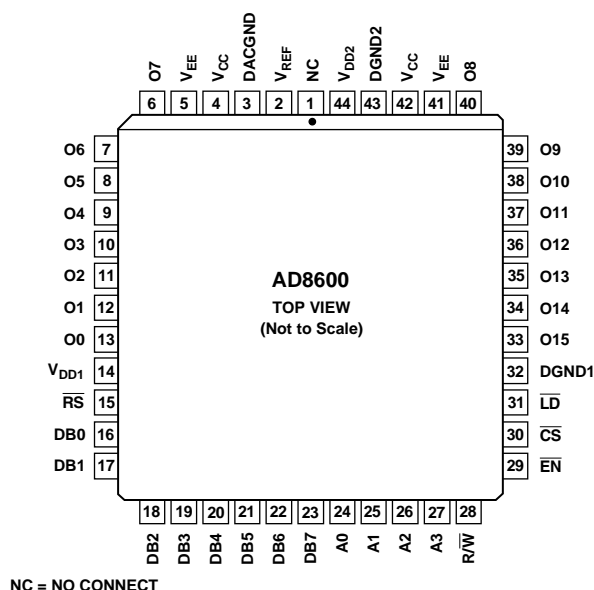 O7 VEE VCC DACGND VREF NC VDD2 DGND2 VCC VEE O8
6 5 4 3 2 1 44 43 42 41 40
O6 7 39 O9
O5 8 38 O10
O4 9 37 O11
O3 10 36 O12
O2 11 35 O13
O1 12 34 O14
O0 13 33 O15
VDD1 14 32 DGND1
R̅S̅ 15 31 L̅D̅
DB0 16 30 C̅S̅
DB1 17 29 E̅N̅
AD8600
TOP VIEW
(Not to Scale)
18 19 20 21 22 23 24 25 26 27 28
DB2 DB3 DB4 DB5 DB6 DB7 A0 A1 A2 A3 R/W̅
NC = NO CONNECT